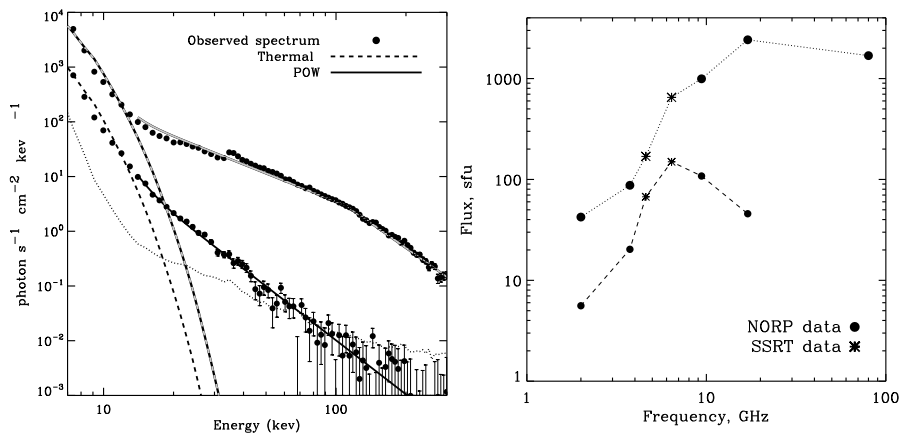 10⁴
10³
10²
10¹
10⁰
10⁻¹
10⁻²
10⁻³
photon s⁻¹ cm⁻² kev⁻¹
Observed spectrum
Thermal
POW
10
100
Energy (kev)
1000
100
10
1
Flux, sfu
NORP data
SSRT data
1
10
100
Frequency, GHz